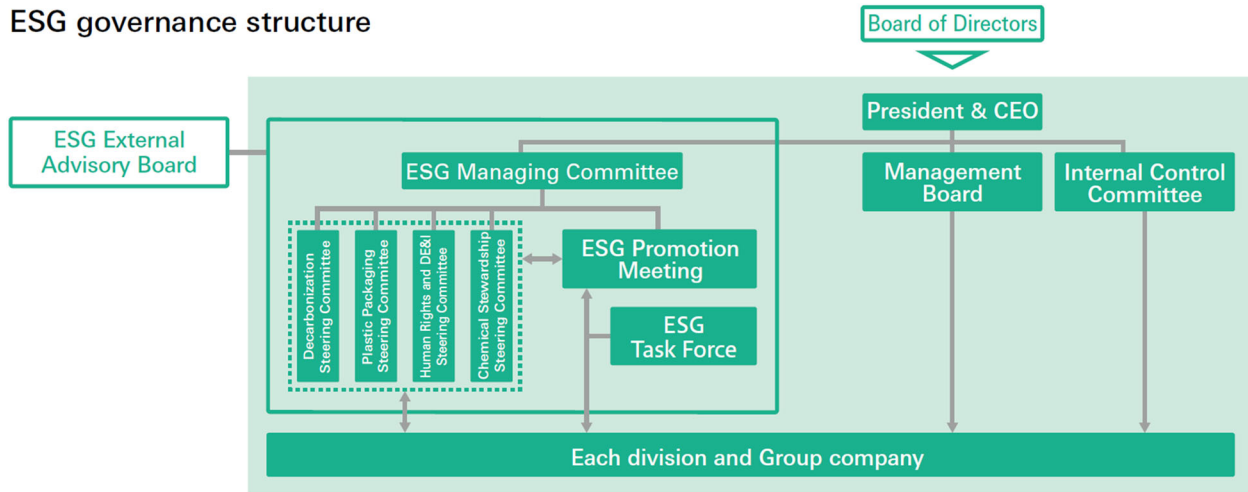 ESG governance structure
Board of Directors
President & CEO
ESG External
Advisory Board
ESG Managing Committee
Management
Board
Internal Control
Committee
Decarbonization
Steering Committee
Plastic Packaging
Steering Committee
Human Rights and DE&I
Steering Committee
Chemical Stewardship
Steering Committee
ESG Promotion
Meeting
ESG
Task Force
Each division and Group company